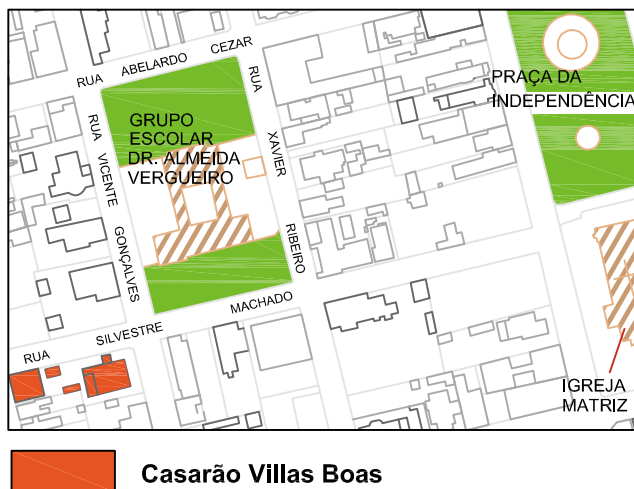 RUA ABELARDO CEZAR
RUA XAVIER RIBEIRO
RUA VICENTE GONÇALVES
GRUPO
ESCOLAR
DR. ALMEIDA
VERGUEIRO
PRAÇA DA
INDEPENDÊNCIA
RUA SILVESTRE MACHADO
IGREJA
MATRIZ
Casarão Villas Boas